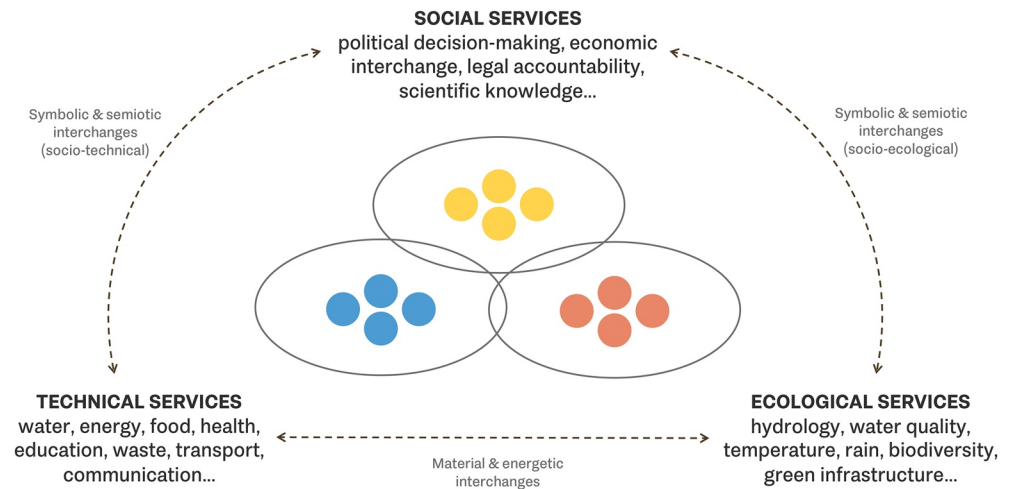 SOCIAL SERVICES
political decision-making, economic
interchange, legal accountability,
scientific knowledge...
Symbolic & semiotic
interchanges
(socio-technical)
Symbolic & semiotic
interchanges
(socio-ecological)
TECHNICAL SERVICES
water, energy, food, health,
education, waste, transport,
communication...
Material & energetic
interchanges
ECOLOGICAL SERVICES
hydrology, water quality,
temperature, rain, biodiversity,
green infrastructure...